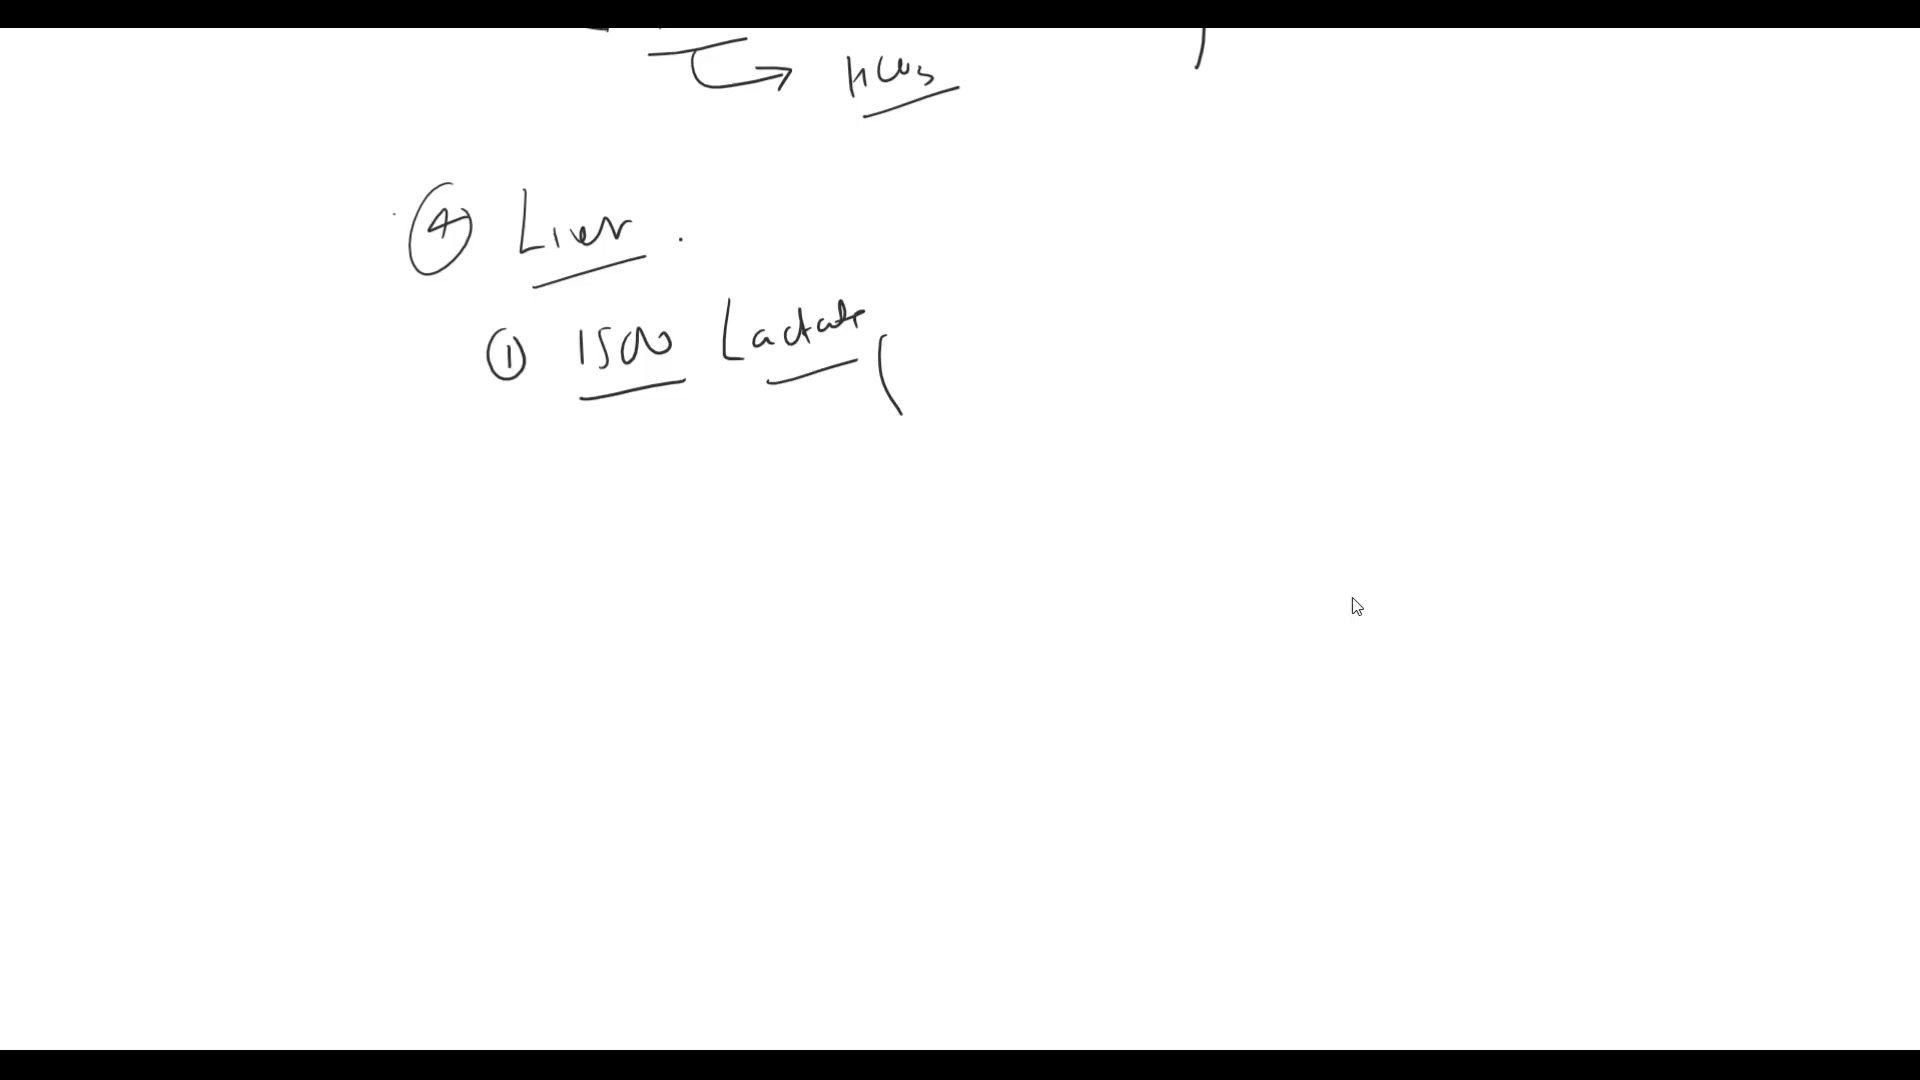 HCO3
④ Liver .
① 1500 Lactate (